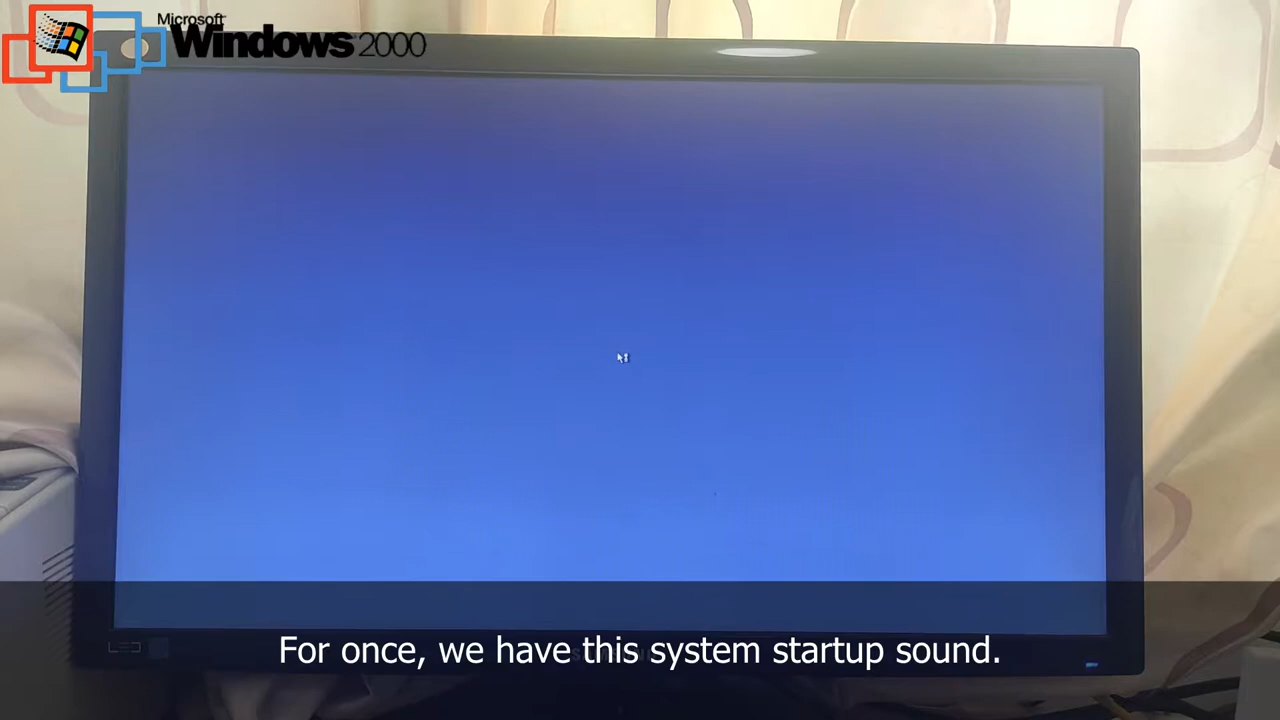 Microsoft
Windows 2000
For once, we have this system startup sound.